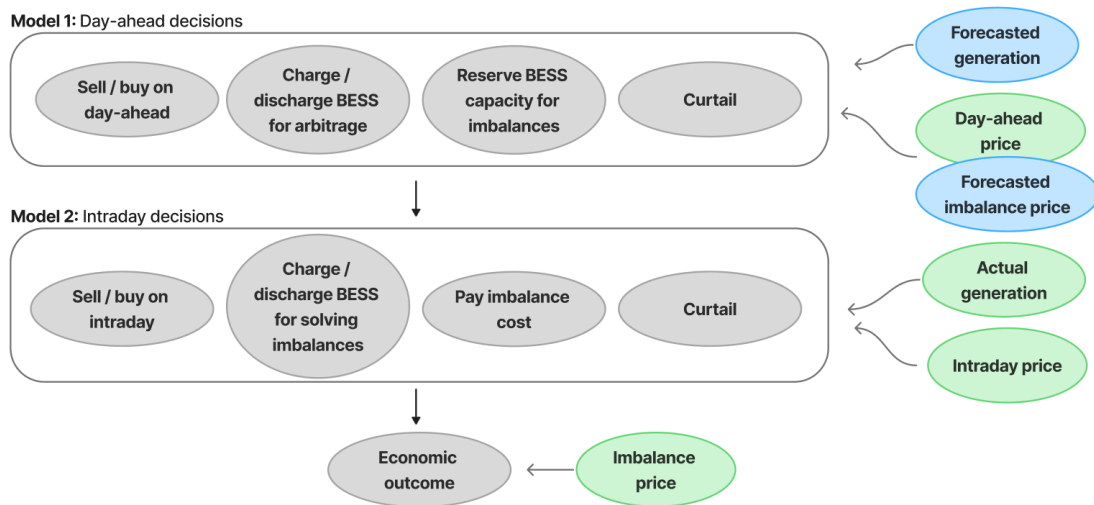 Model 1: Day-ahead decisions
Sell / buy on
day-ahead
Charge /
discharge BESS
for arbitrage
Reserve BESS
capacity for
imbalances
Curtail
Forecasted
generation
Day-ahead
price
Forecasted
imbalance price
Model 2: Intraday decisions
Sell / buy on
intraday
Charge /
discharge BESS
for solving
imbalances
Pay imbalance
cost
Curtail
Actual
generation
Intraday price
Economic
outcome
Imbalance
price